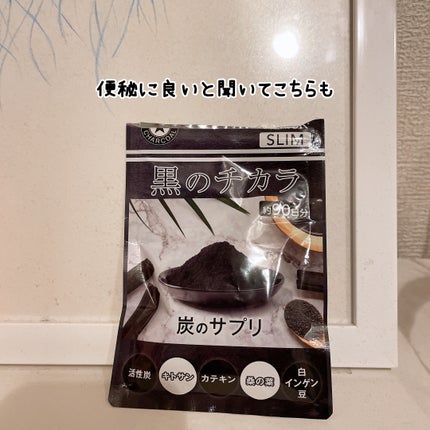 便秘に良いと聞いてこちらも
CHARCOAL
SLIM
黒のチカラ
約90日分
炭のサプリ
活性炭
キトサン
カテキン
桑の葉
白
インゲン
豆